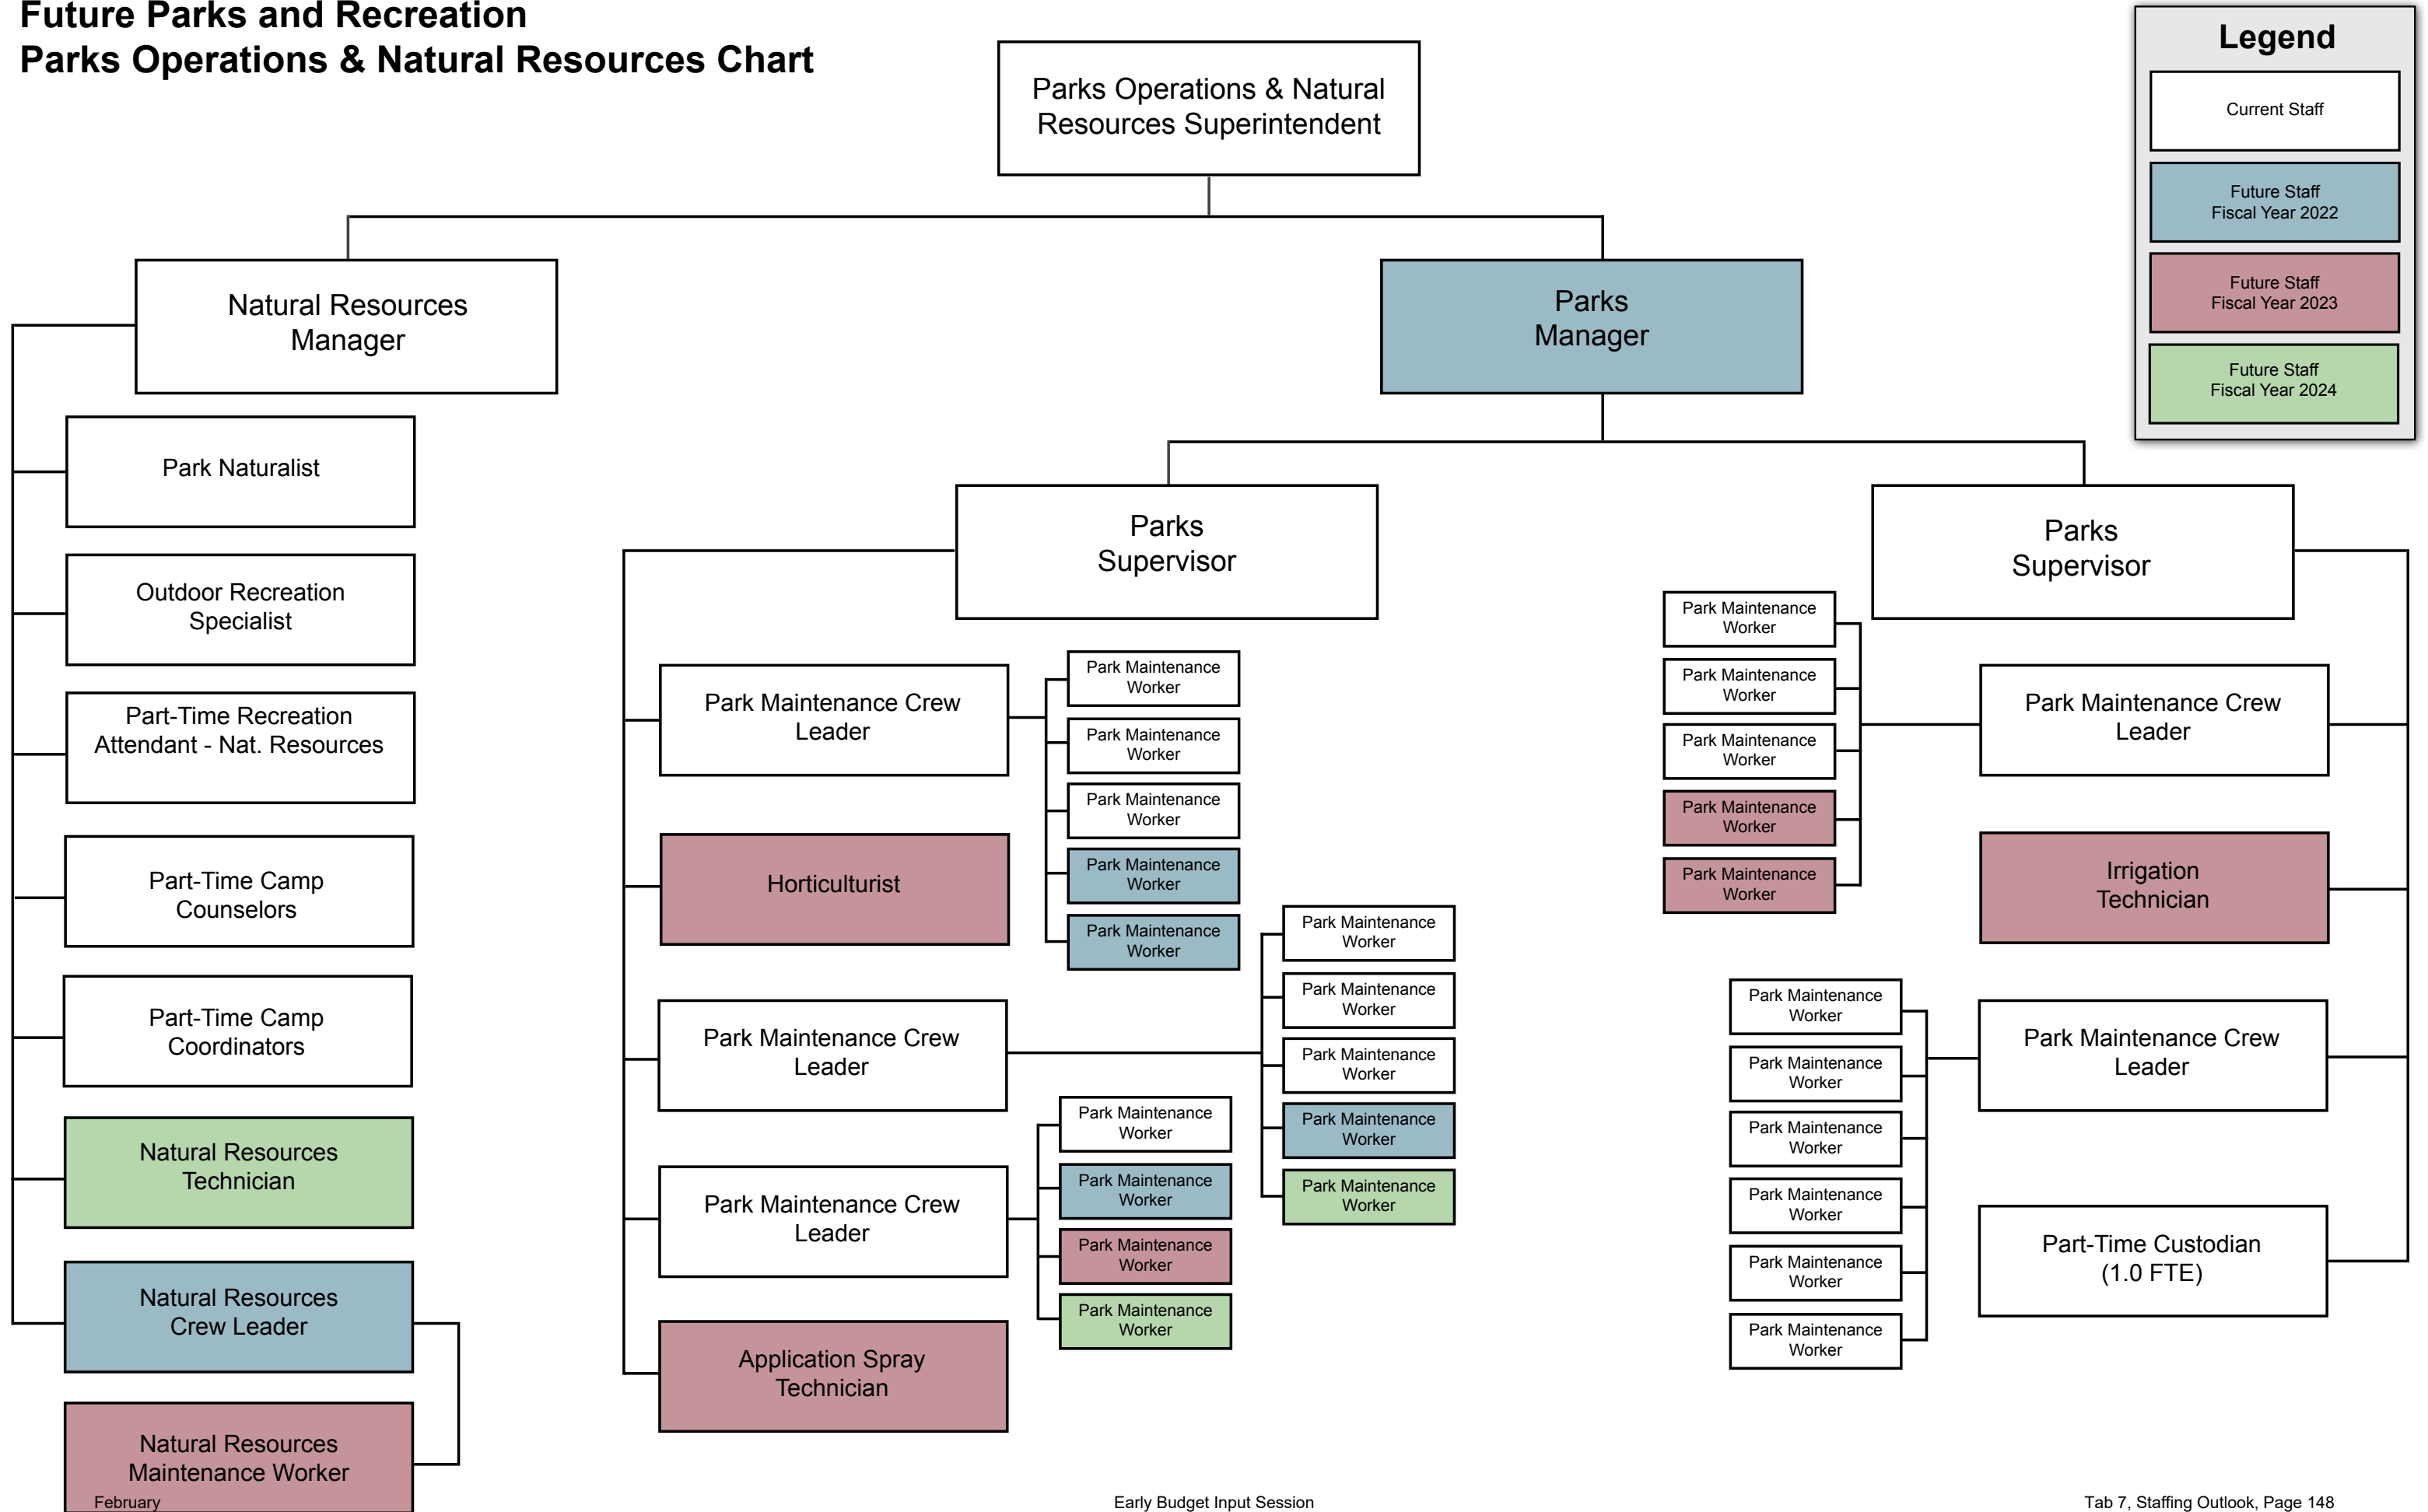 Future Parks and Recreation
Parks Operations & Natural Resources Chart
Legend
Current Staff
Future Staff
Fiscal Year 2022
Future Staff
Fiscal Year 2023
Future Staff
Fiscal Year 2024
Parks Operations & Natural
Resources Superintendent
Natural Resources
Manager
Parks
Manager
Park Naturalist
Outdoor Recreation
Specialist
Part-Time Recreation
Attendant - Nat. Resources
Part-Time Camp
Counselors
Part-Time Camp
Coordinators
Natural Resources
Technician
Natural Resources
Crew Leader
Natural Resources
Maintenance Worker
Parks
Supervisor
Park Maintenance Crew
Leader
Park Maintenance
Worker
Park Maintenance
Worker
Park Maintenance
Worker
Park Maintenance
Worker
Park Maintenance
Worker
Horticulturist
Park Maintenance Crew
Leader
Park Maintenance
Worker
Park Maintenance
Worker
Park Maintenance
Worker
Park Maintenance
Worker
Park Maintenance
Worker
Park Maintenance Crew
Leader
Park Maintenance
Worker
Park Maintenance
Worker
Park Maintenance
Worker
Park Maintenance
Worker
Application Spray
Technician
Parks
Supervisor
Park Maintenance Crew
Leader
Park Maintenance
Worker
Park Maintenance
Worker
Park Maintenance
Worker
Park Maintenance
Worker
Park Maintenance
Worker
Irrigation
Technician
Park Maintenance Crew
Leader
Park Maintenance
Worker
Park Maintenance
Worker
Park Maintenance
Worker
Park Maintenance
Worker
Park Maintenance
Worker
Park Maintenance
Worker
Part-Time Custodian
(1.0 FTE)
February
Early Budget Input Session
Tab 7, Staffing Outlook, Page 148